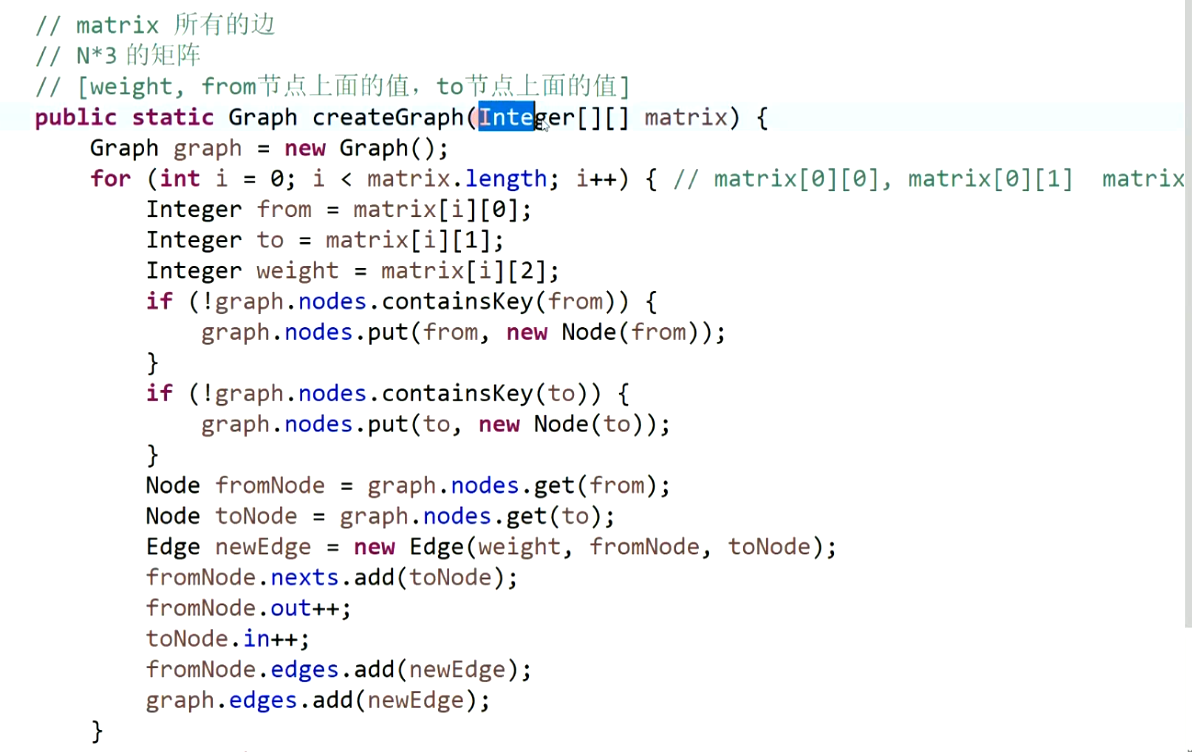 // matrix 所有的边
// N*3 的矩阵
// [weight, from节点上面的值，to节点上面的值]
public static Graph createGraph(Integer[][] matrix) {
Graph graph = new Graph();
for (int i = 0; i < matrix.length; i++) { // matrix[0][0], matrix[0][1]  matrix
Integer from = matrix[i][0];
Integer to = matrix[i][1];
Integer weight = matrix[i][2];
if (!graph.nodes.containsKey(from)) {
graph.nodes.put(from, new Node(from));
}
if (!graph.nodes.containsKey(to)) {
graph.nodes.put(to, new Node(to));
}
Node fromNode = graph.nodes.get(from);
Node toNode = graph.nodes.get(to);
Edge newEdge = new Edge(weight, fromNode, toNode);
fromNode.nexts.add(toNode);
fromNode.out++;
toNode.in++;
fromNode.edges.add(newEdge);
graph.edges.add(newEdge);
}